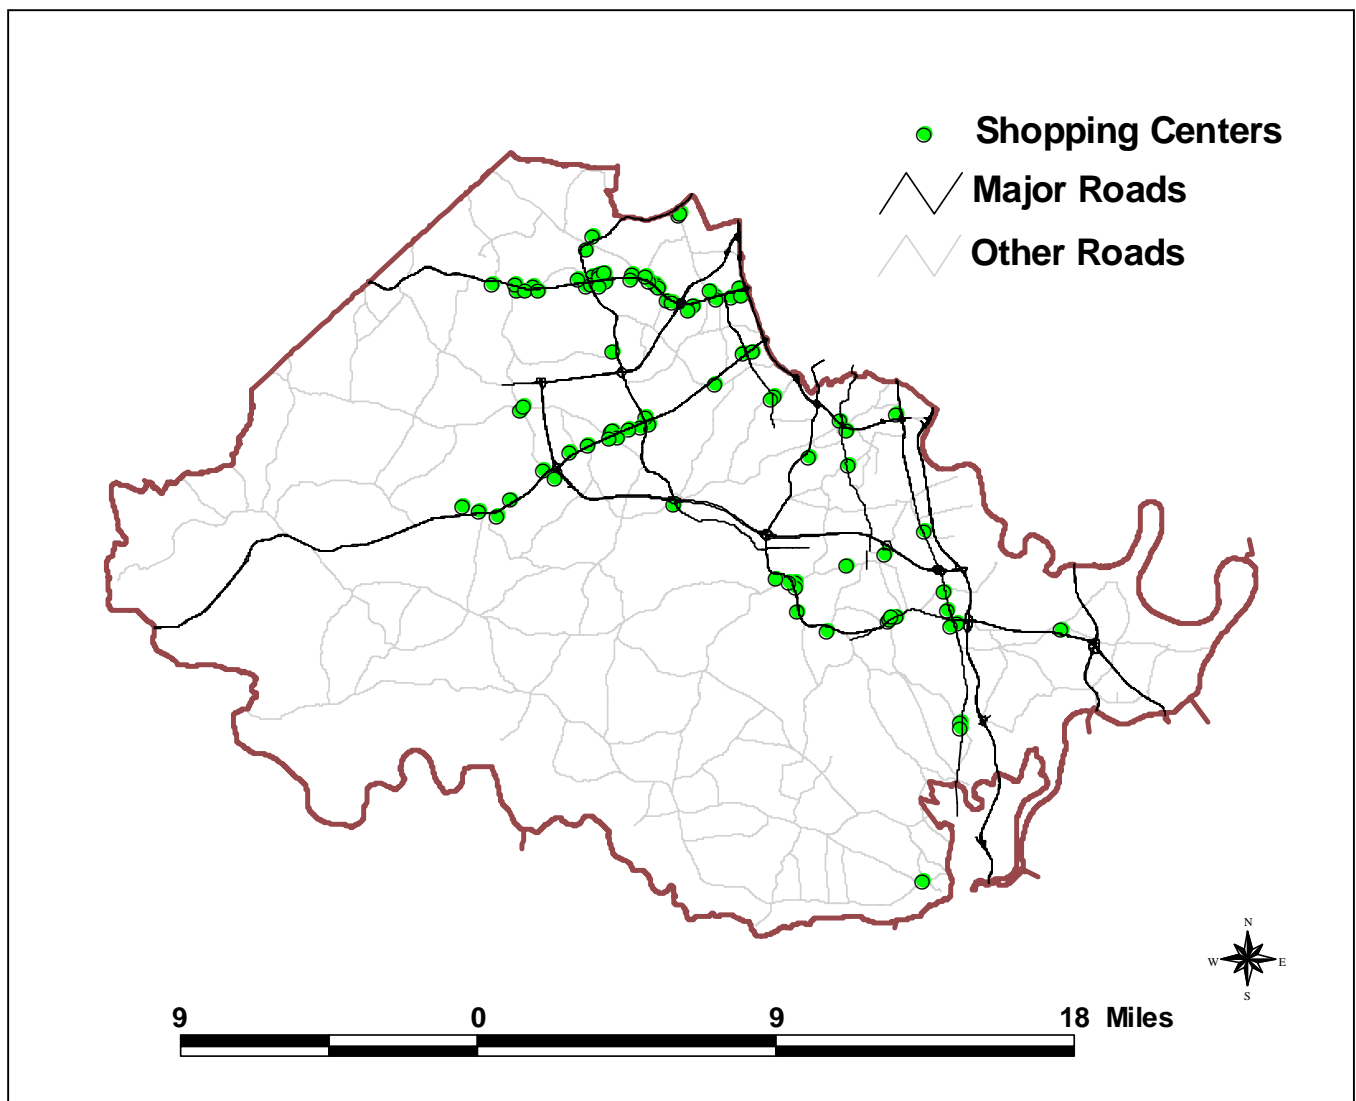 Shopping Centers
Major Roads
Other Roads
N
W E
S
9 0 9 18 Miles